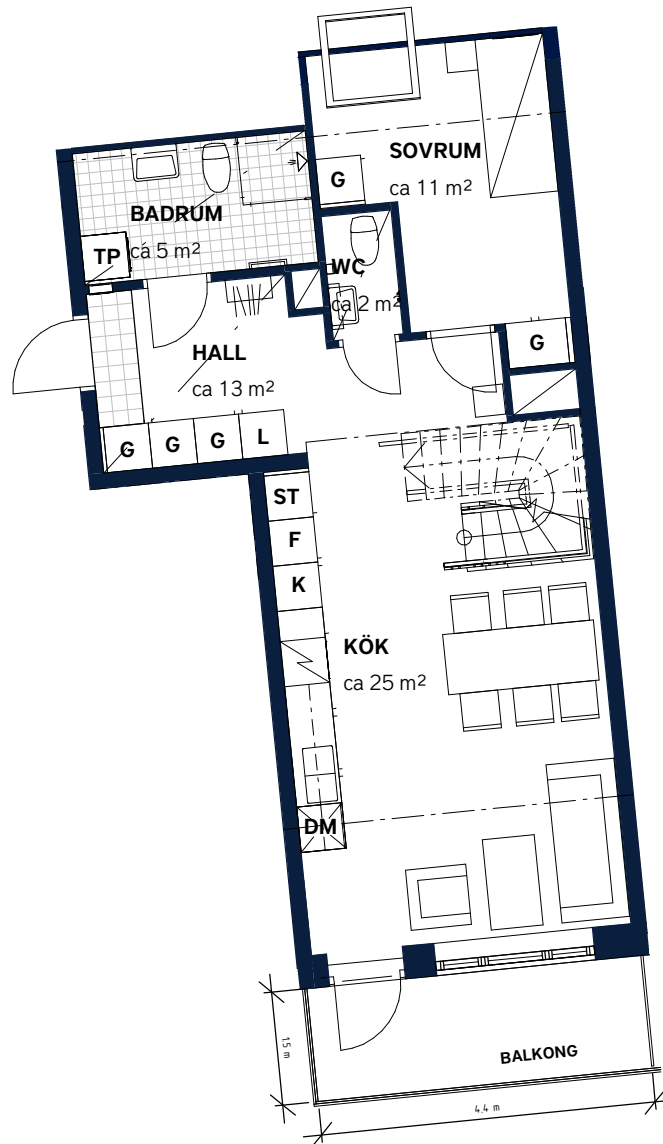 SOVRUM
ca 11 m²
G
BADRUM
ca 5 m²
TP
WC
ca 2 m²
G
HALL
ca 13 m²
G
G
G
L
ST
F
K
KÖK
ca 25 m²
DM
BALKONG
1.5 m
4.4 m